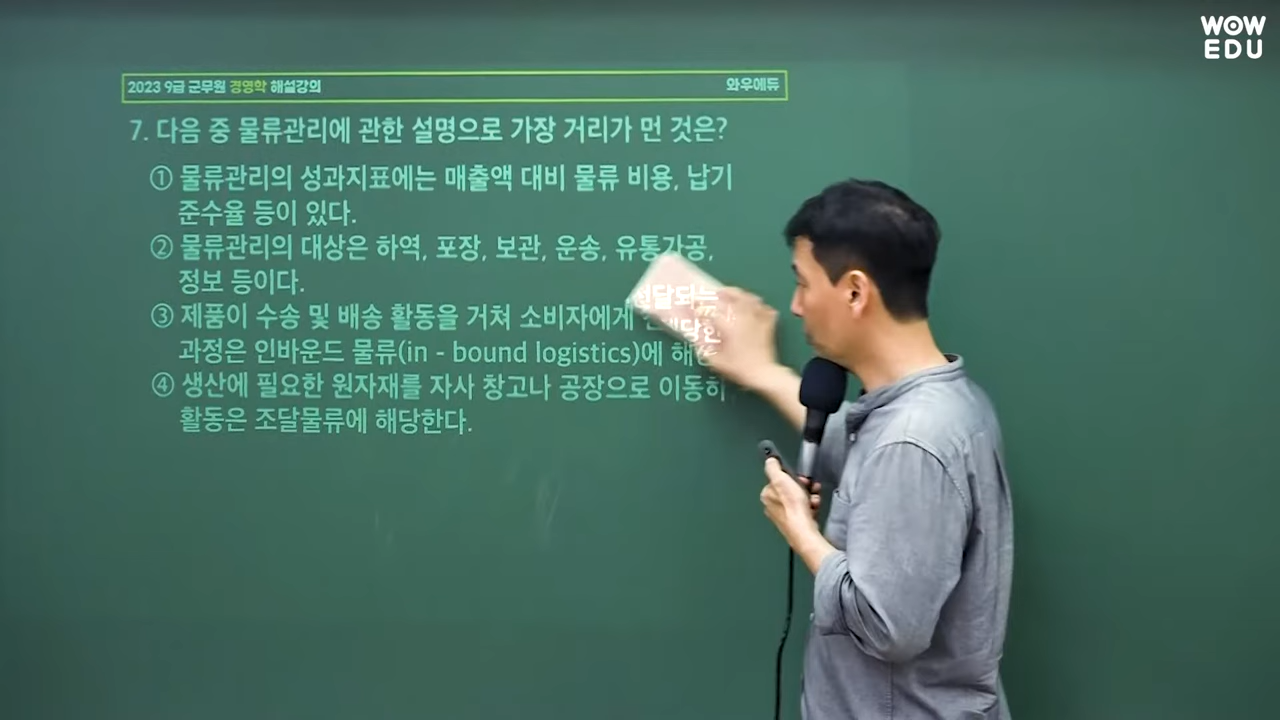 WOW
EDU
2023 9급 군무원 경영학 해설강의
와우에듀
7. 다음 중 물류관리에 관한 설명으로 가장 거리가 먼 것은?
① 물류관리의 성과지표에는 매출액 대비 물류 비용, 납기
준수율 등이 있다.
② 물류관리의 대상은 하역, 포장, 보관, 운송, 유통가공,
정보 등이다.
③ 제품이 수송 및 배송 활동을 거쳐 소비자에게 전달되는
과정은 인바운드 물류(in - bound logistics)에 해당
④ 생산에 필요한 원자재를 자사 창고나 공장으로 이동하
활동은 조달물류에 해당한다.